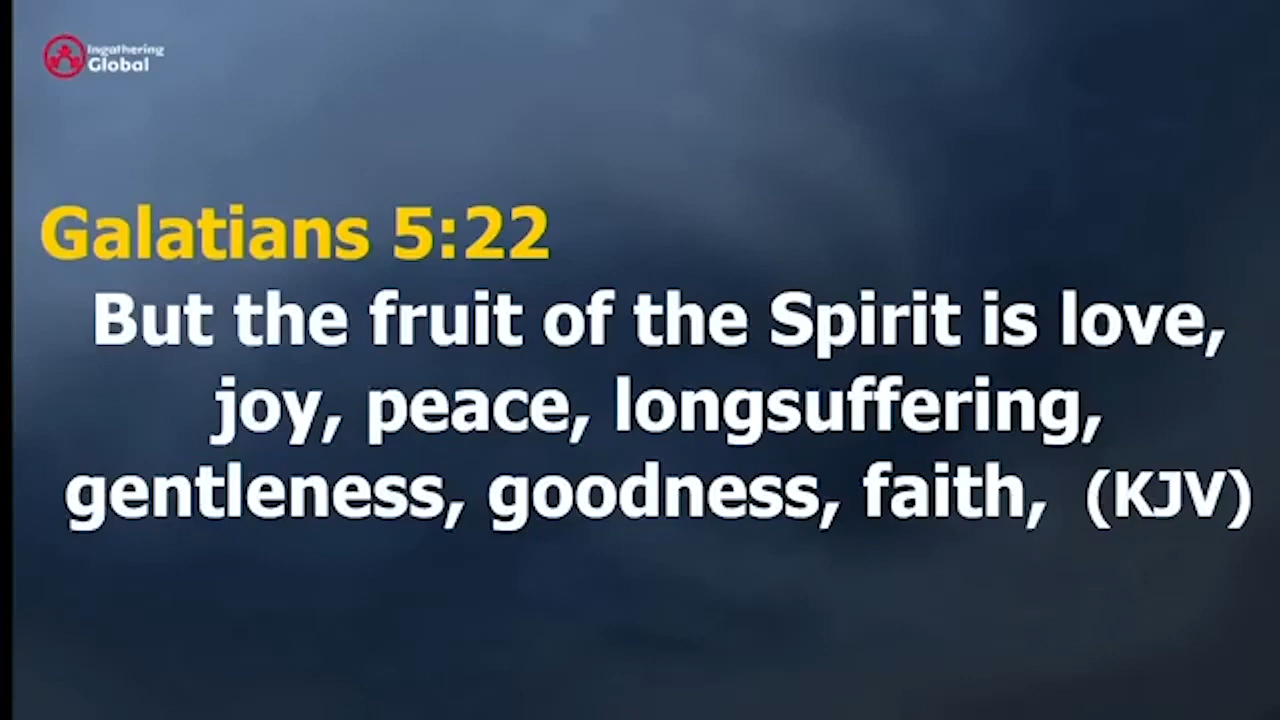 Ingathering
Global
Galatians 5:22
But the fruit of the Spirit is love,
joy, peace, longsuffering,
gentleness, goodness, faith, (KJV)